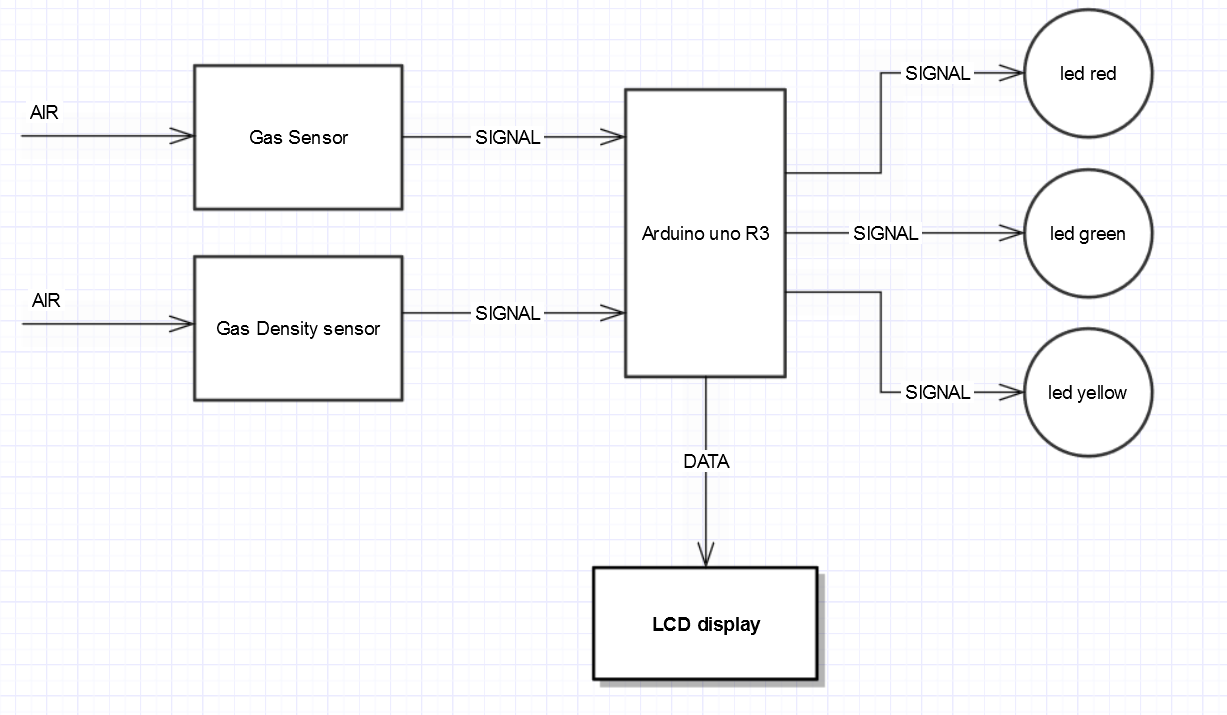 AIR
Gas Sensor
SIGNAL
AIR
Gas Density sensor
SIGNAL
Arduino uno R3
SIGNAL
led red
SIGNAL
led green
SIGNAL
led yellow
DATA
LCD display